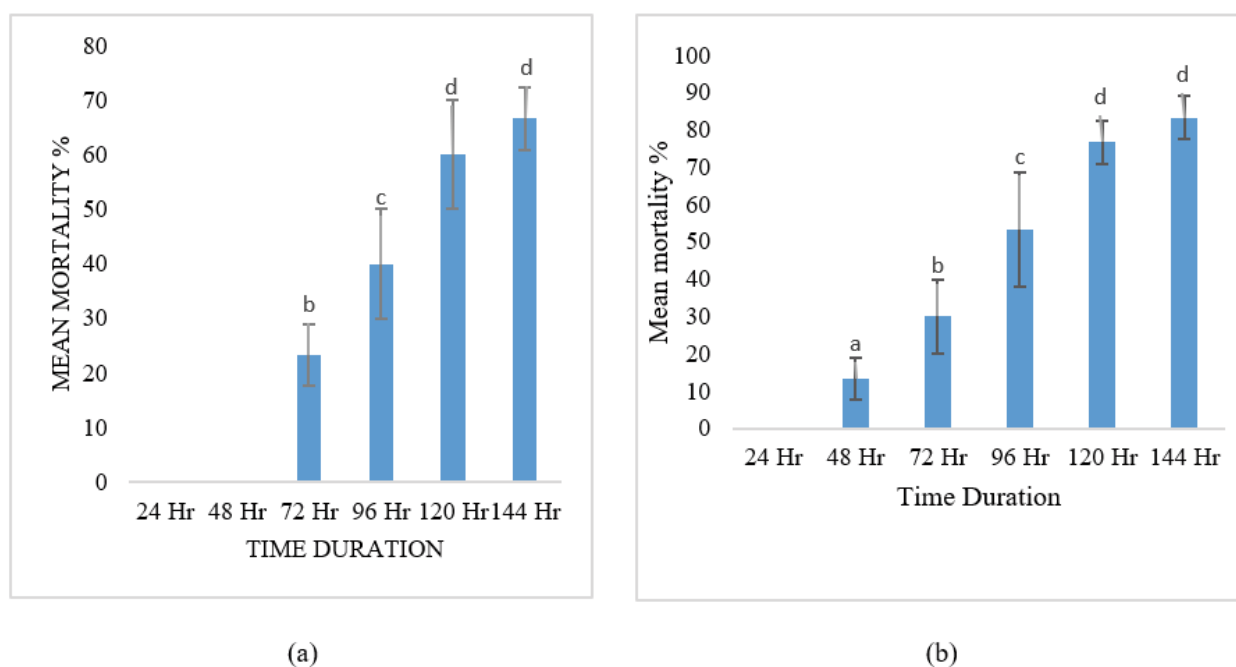 80
70
60
50
40
30
20
10
0
MEAN MORTALITY %
b
c
d
d
24 Hr 48 Hr 72 Hr 96 Hr 120 Hr 144 Hr
TIME DURATION
(a)
100
90
80
70
60
50
40
30
20
10
0
Mean mortality %
a
b
c
d
d
24 Hr 48 Hr 72 Hr 96 Hr 120 Hr 144 Hr
Time Duration
(b)